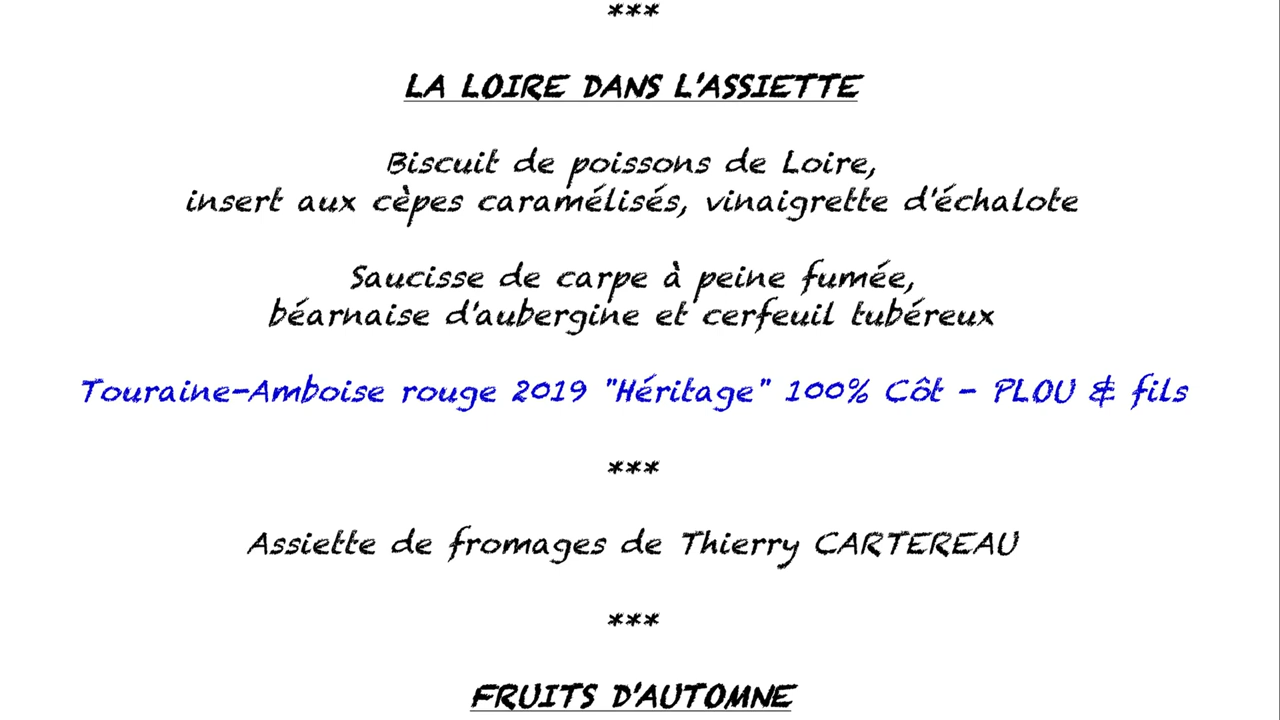 ***
LA LOIRE DANS L'ASSIETTE
Biscuit de poissons de Loire,
insert aux cèpes caramélisés, vinaigrette d'échalote
Saucisse de carpe à peine fumée,
béarnaise d'aubergine et cerfeuil tubéreux
Touraine-Amboise rouge 2019 "Héritage" 100% Côt - PLOU & fils
***
Assiette de fromages de Thierry CARTEREAU
***
FRUITS D'AUTOMNE